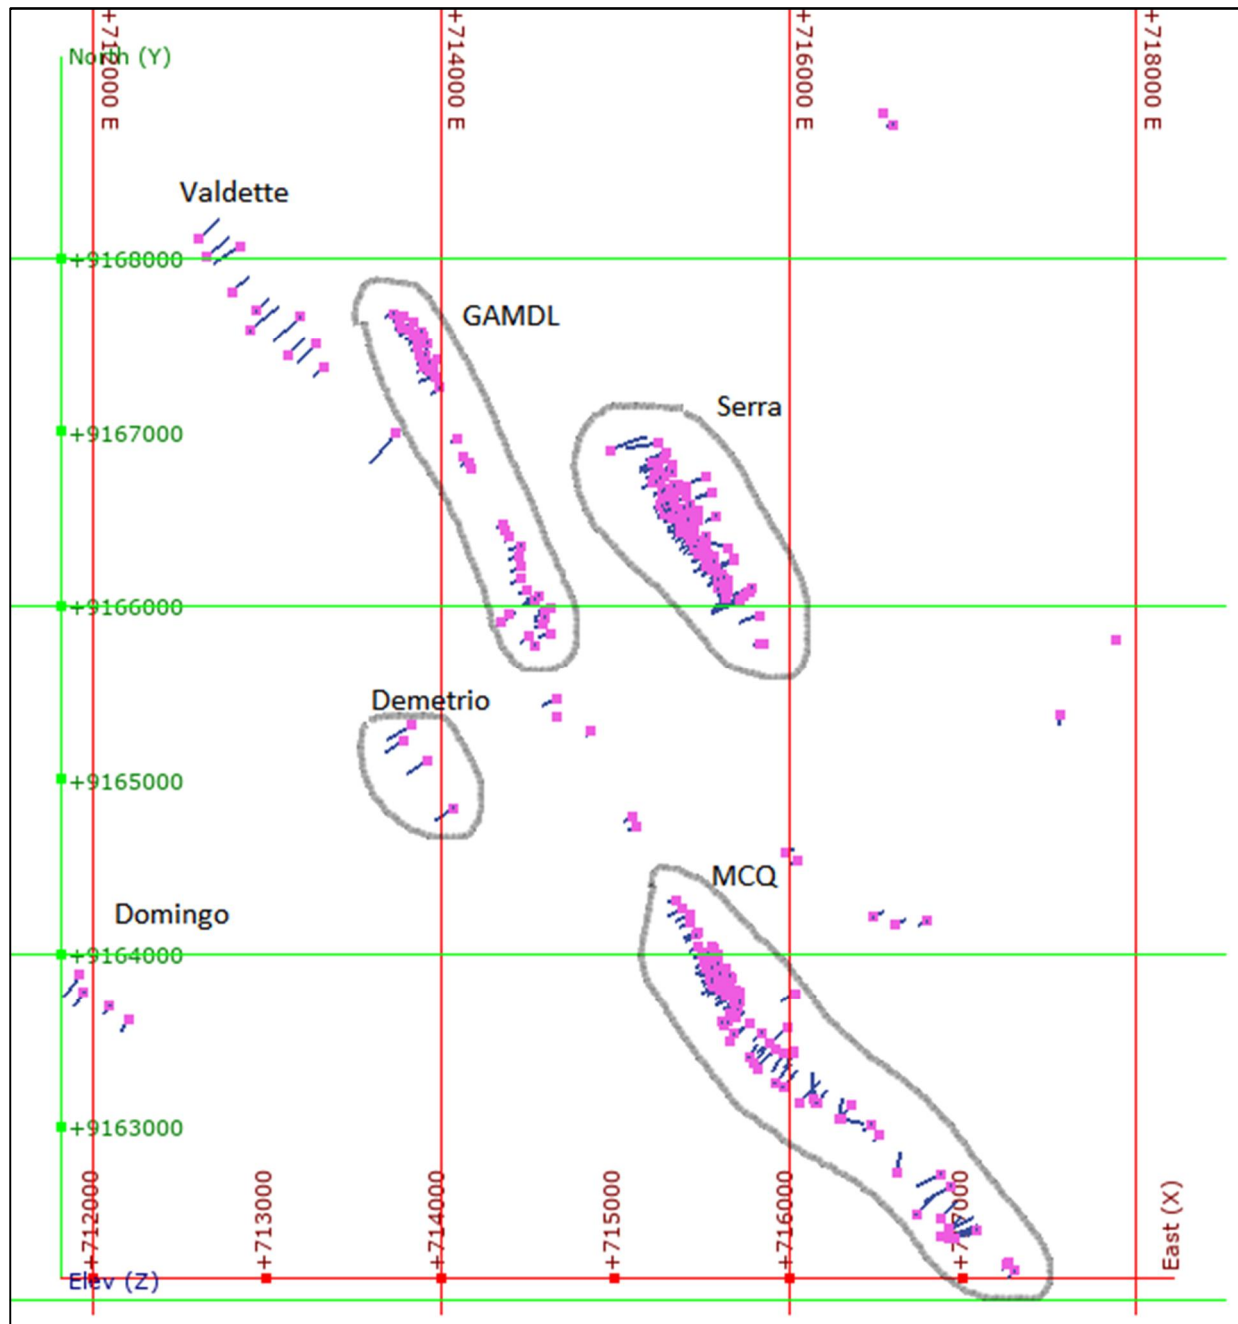 +712000 E
+714000 E
+716000 E
+718000 E
North (Y)
Valdette
+9168000
GAMDL
Serra
+9167000
+9166000
Demetrio
+9165000
MCQ
Domingo
+9164000
+9163000
+712000
+713000
+714000
+715000
+716000
+717000
East (X)
Elev (Z)